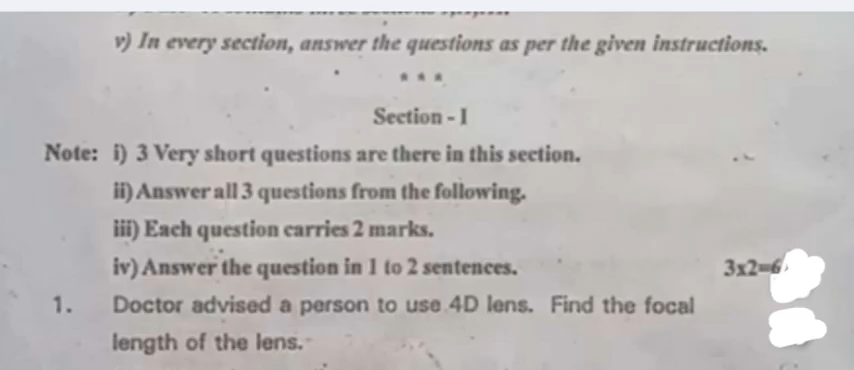 v) In every section, answer the questions as per the given instructions.
* * *
Section - I
Note: i) 3 Very short questions are there in this section.
ii) Answer all 3 questions from the following.
iii) Each question carries 2 marks.
iv) Answer the question in 1 to 2 sentences. 3x2=6
1. Doctor advised a person to use 4D lens. Find the focal
length of the lens.